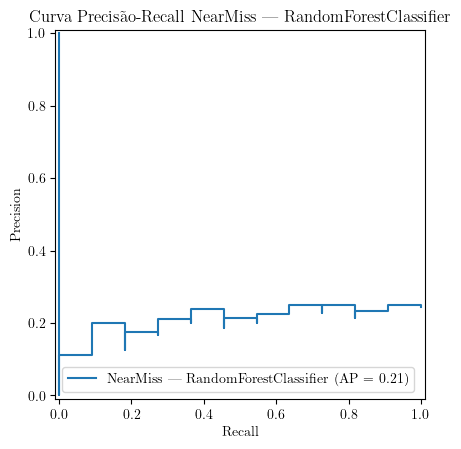 Curva Precisão-Recall NearMiss — RandomForestClassifier
1.0
0.8
0.6
0.4
0.2
0.0
Precision
NearMiss — RandomForestClassifier (AP = 0.21)
0.0 0.2 0.4 0.6 0.8 1.0
Recall